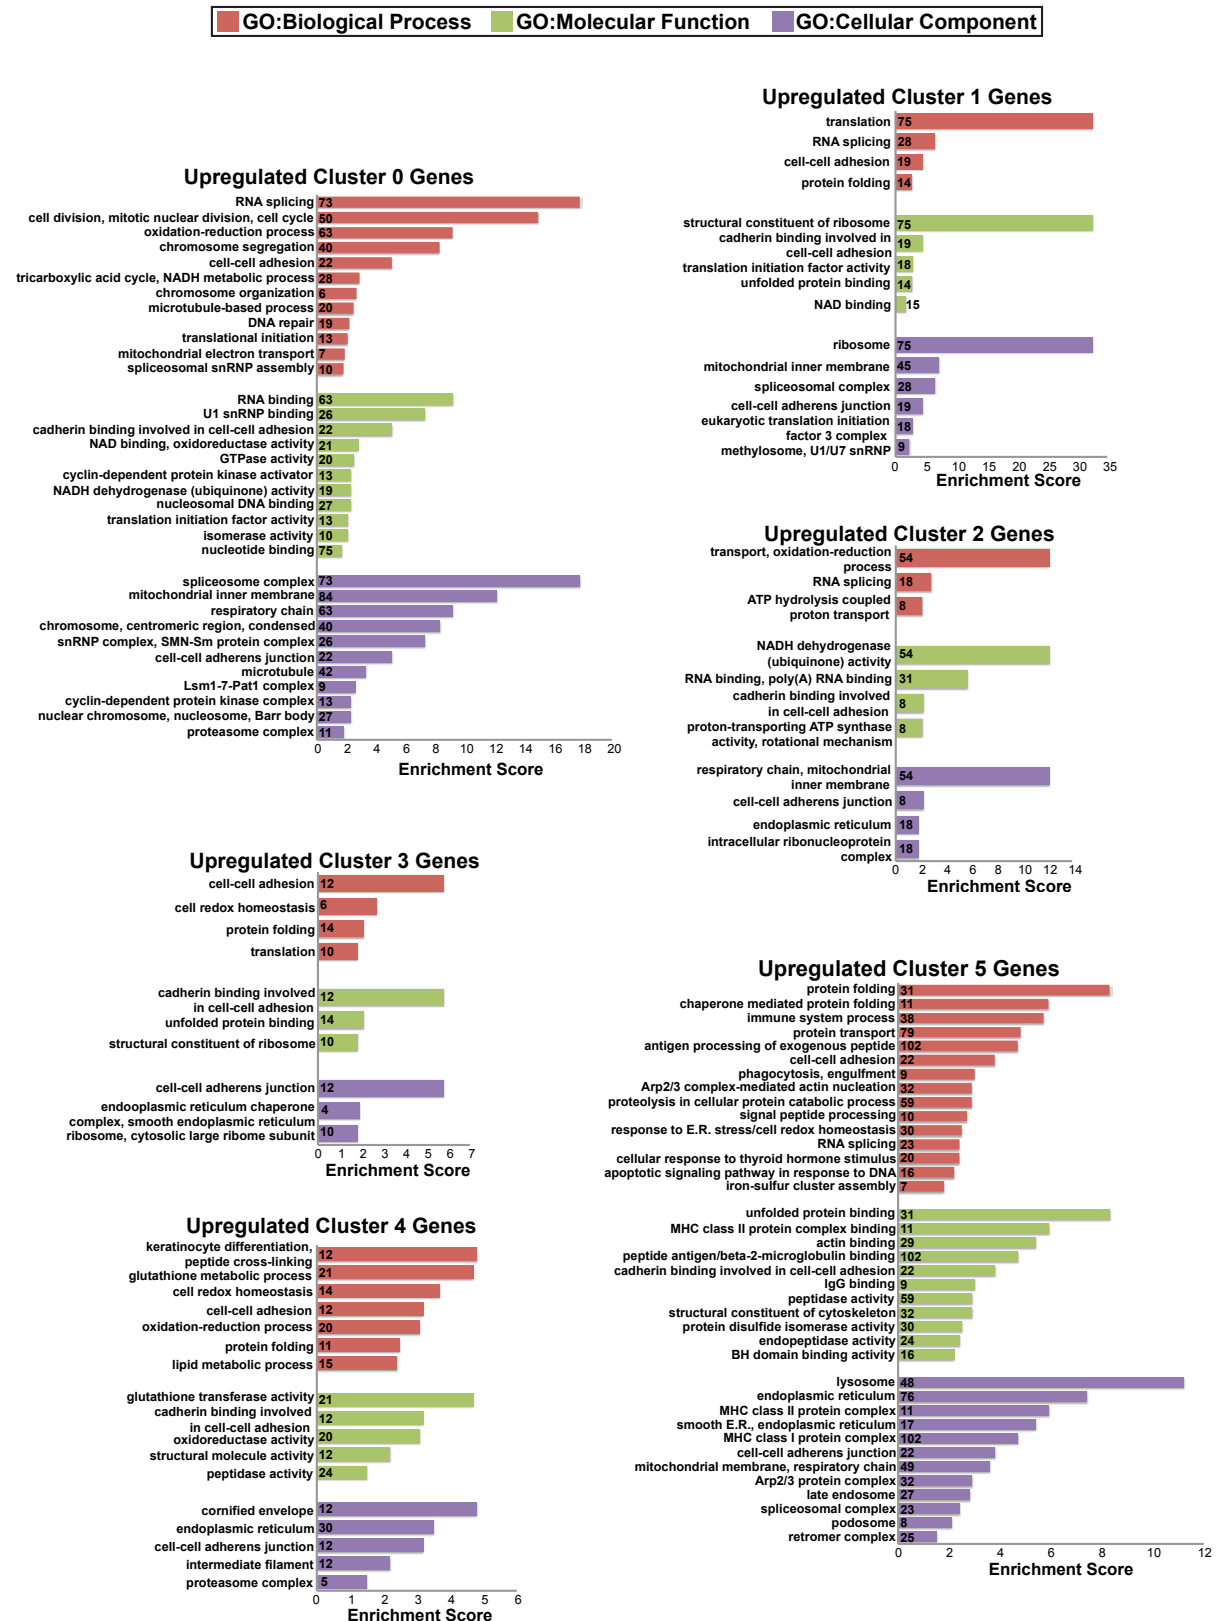 GO:Biological Process GO:Molecular Function GO:Cellular Component
Upregulated Cluster 0 Genes
RNA splicing 73
cell division, mitotic nuclear division, cell cycle 50
oxidation-reduction process 63
chromosome segregation 40
cell-cell adhesion 22
tricarboxylic acid cycle, NADH metabolic process 28
chromosome organization 6
microtubule-based process 20
DNA repair 19
translational initiation 13
mitochondrial electron transport 7
spliceosomal snRNP assembly 10
RNA binding 63
U1 snRNP binding 26
cadherin binding involved in cell-cell adhesion 22
NAD binding, oxidoreductase activity 21
GTPase activity 20
cyclin-dependent protein kinase activator 13
NADH dehydrogenase (ubiquinone) activity 19
nucleosomal DNA binding 27
translation initiation factor activity 13
isomerase activity 10
nucleotide binding 75
spliceosome complex 73
mitochondrial inner membrane 84
respiratory chain 63
chromosome, centromeric region, condensed 40
snRNP complex, SMN-Sm protein complex 26
cell-cell adherens junction 22
microtubule 42
Lsm1-7-Pat1 complex 9
cyclin-dependent protein kinase complex 13
nuclear chromosome, nucleosome, Barr body 27
proteasome complex 11
0 2 4 6 8 10 12 14 16 18 20
Enrichment Score
Upregulated Cluster 1 Genes
translation 75
RNA splicing 28
cell-cell adhesion 19
protein folding 14
structural constituent of ribosome 75
cadherin binding involved in
cell-cell adhesion 19
translation initiation factor activity 18
unfolded protein binding 14
NAD binding 15
ribosome 75
mitochondrial inner membrane 45
spliceosomal complex 28
cell-cell adherens junction 19
eukaryotic translation initiation
factor 3 complex 18
methylosome, U1/U7 snRNP 9
0 5 10 15 20 25 30 35
Enrichment Score
Upregulated Cluster 2 Genes
transport, oxidation-reduction
process 54
RNA splicing 18
ATP hydrolysis coupled
proton transport 8
NADH dehydrogenase
(ubiquinone) activity 54
RNA binding, poly(A) RNA binding 31
cadherin binding involved
in cell-cell adhesion 8
proton-transporting ATP synthase
activity, rotational mechanism 8
respiratory chain, mitochondrial
inner membrane 54
cell-cell adherens junction 8
endoplasmic reticulum 18
intracellular ribonucleoprotein
complex 18
0 2 4 6 8 10 12 14
Enrichment Score
Upregulated Cluster 3 Genes
cell-cell adhesion 12
cell redox homeostasis 6
protein folding 14
translation 10
cadherin binding involved
in cell-cell adhesion 12
unfolded protein binding 14
structural constituent of ribosome 10
cell-cell adherens junction 12
endooplasmic reticulum chaperone
complex, smooth endoplasmic reticulum 4
ribosome, cytosolic large ribome subunit 10
0 1 2 3 4 5 6 7
Enrichment Score
Upregulated Cluster 4 Genes
keratinocyte differentiation,
peptide cross-linking 12
glutathione metabolic process 21
cell redox homeostasis 14
cell-cell adhesion 12
oxidation-reduction process 20
protein folding 11
lipid metabolic process 15
glutathione transferase activity 21
cadherin binding involved
in cell-cell adhesion 12
oxidoreductase activity 20
structural molecule activity 12
peptidase activity 24
cornified envelope 12
endoplasmic reticulum 30
cell-cell adherens junction 12
intermediate filament 12
proteasome complex 5
0 1 2 3 4 5 6
Enrichment Score
Upregulated Cluster 5 Genes
protein folding 31
chaperone mediated protein folding 11
immune system process 38
protein transport 79
antigen processing of exogenous peptide 102
cell-cell adhesion 22
phagocytosis, engulfment 9
Arp2/3 complex-mediated actin nucleation 32
proteolysis in cellular protein catabolic process 59
signal peptide processing 10
response to E.R. stress/cell redox homeostasis 30
RNA splicing 23
cellular response to thyroid hormone stimulus 20
apoptotic signaling pathway in response to DNA 16
iron-sulfur cluster assembly 7
unfolded protein binding 31
MHC class II protein complex binding 11
actin binding 29
peptide antigen/beta-2-microglobulin binding 102
cadherin binding involved in cell-cell adhesion 22
IgG binding 9
peptidase activity 59
structural constituent of cytoskeleton 32
protein disulfide isomerase activity 30
endopeptidase activity 24
BH domain binding activity 16
lysosome 48
endoplasmic reticulum 76
MHC class II protein complex 11
smooth E.R., endoplasmic reticulum 17
MHC class I protein complex 102
cell-cell adherens junction 22
mitochondrial membrane, respiratory chain 49
Arp2/3 protein complex 32
late endosome 27
spliceosomal complex 23
podosome 8
retromer complex 25
0 2 4 6 8 10 12
Enrichment Score